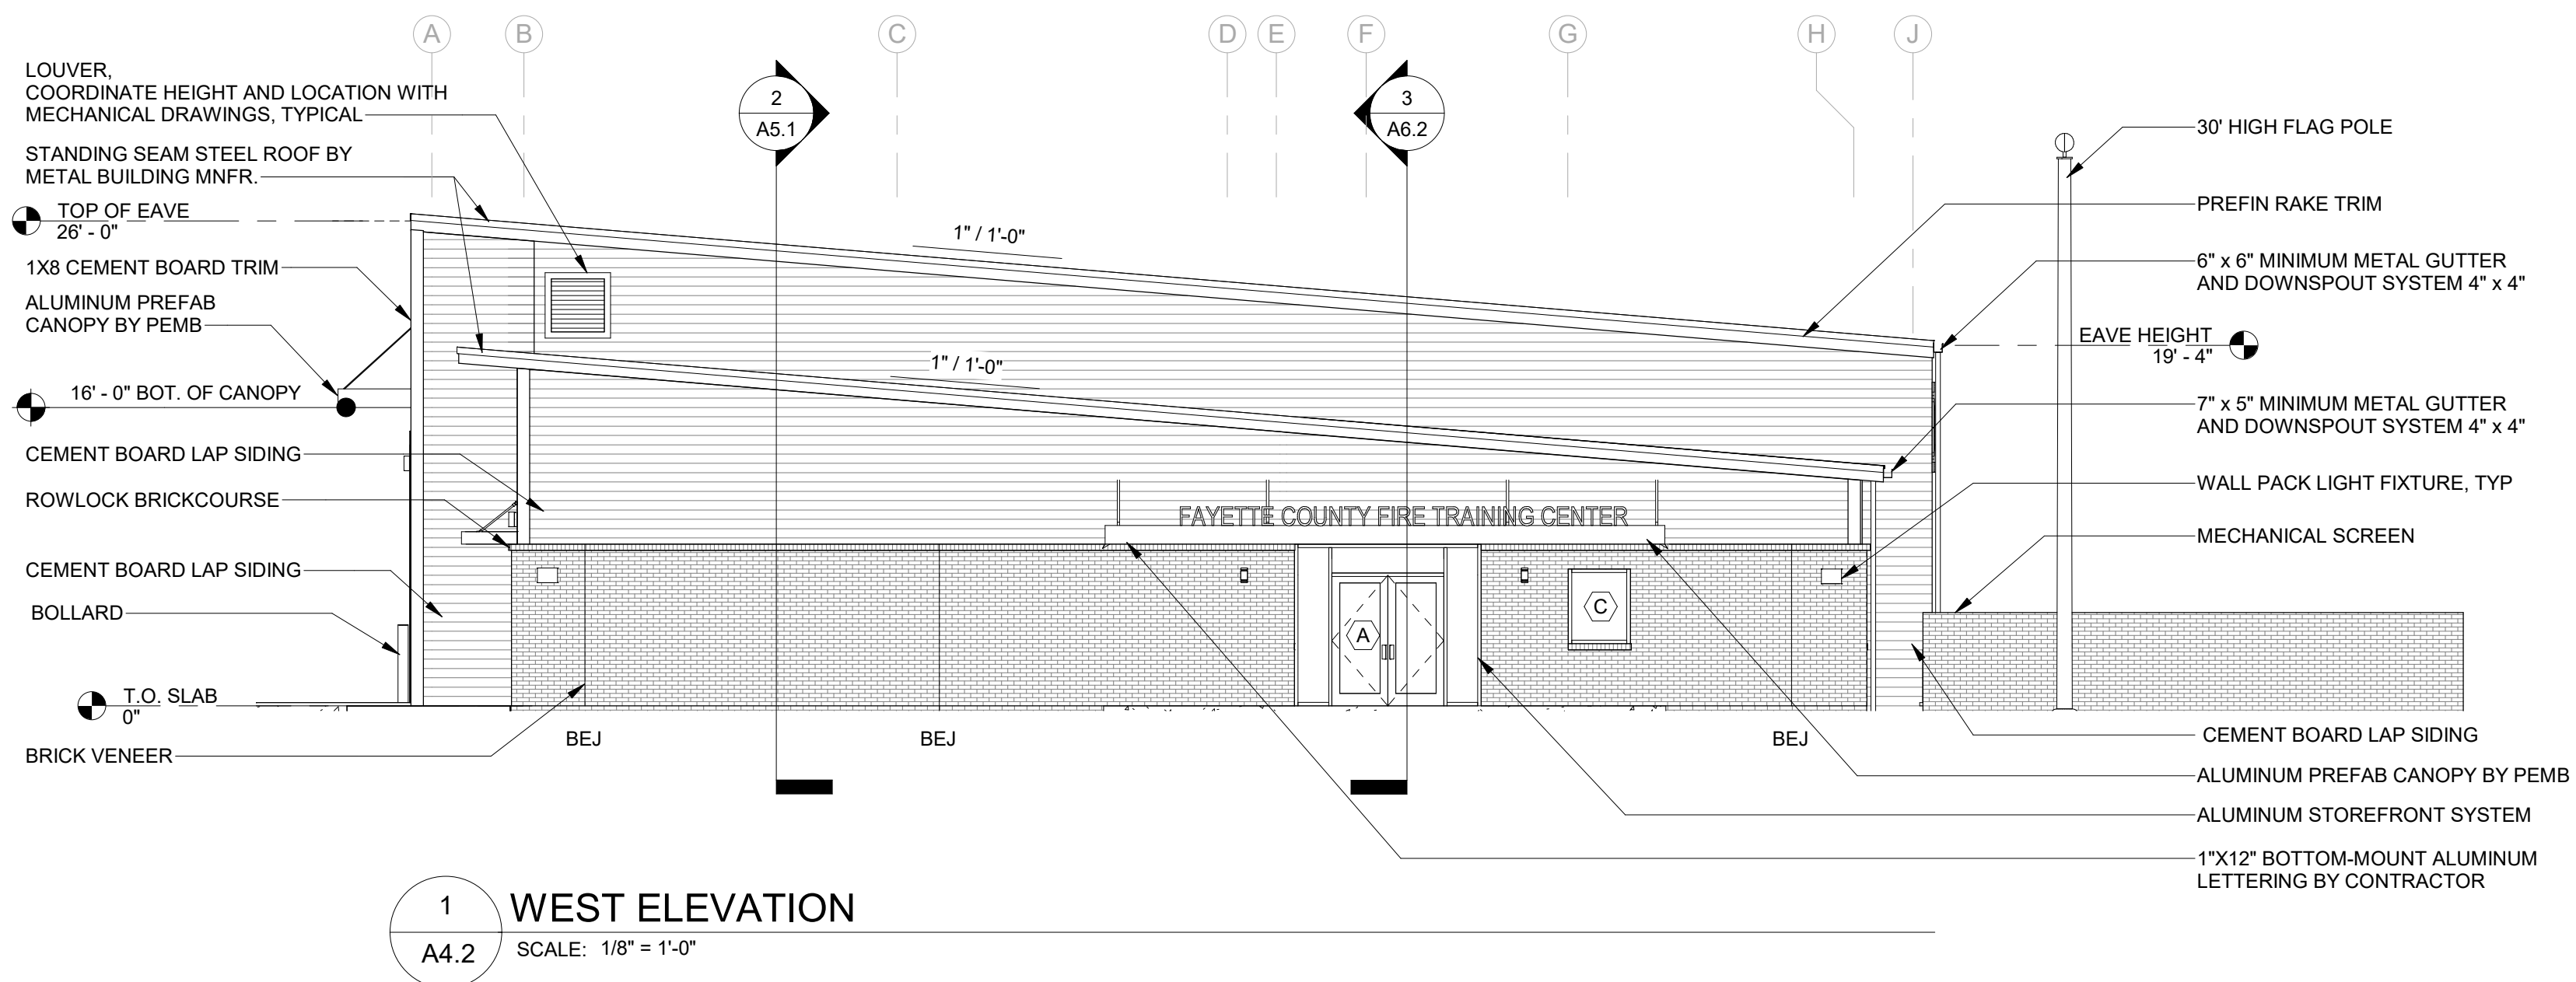 A
B
C
D
E
F
G
H
J
LOUVER,
COORDINATE HEIGHT AND LOCATION WITH
MECHANICAL DRAWINGS, TYPICAL
STANDING SEAM STEEL ROOF BY
METAL BUILDING MNFR.
TOP OF EAVE
26' - 0"
1X8 CEMENT BOARD TRIM
ALUMINUM PREFAB
CANOPY BY PEMB
16' - 0" BOT. OF CANOPY
CEMENT BOARD LAP SIDING
ROWLOCK BRICKCOURSE
CEMENT BOARD LAP SIDING
BOLLARD
T.O. SLAB
0"
BRICK VENEER
2
A5.1
3
A6.2
1" / 1'-0"
1" / 1'-0"
FAYETTE COUNTY FIRE TRAINING CENTER
A
C
BEJ
BEJ
BEJ
30' HIGH FLAG POLE
PREFIN RAKE TRIM
6" x 6" MINIMUM METAL GUTTER
AND DOWNSPOUT SYSTEM 4" x 4"
EAVE HEIGHT
19' - 4"
7" x 5" MINIMUM METAL GUTTER
AND DOWNSPOUT SYSTEM 4" x 4"
WALL PACK LIGHT FIXTURE, TYP
MECHANICAL SCREEN
CEMENT BOARD LAP SIDING
ALUMINUM PREFAB CANOPY BY PEMB
ALUMINUM STOREFRONT SYSTEM
1"X12" BOTTOM-MOUNT ALUMINUM
LETTERING BY CONTRACTOR
1
A4.2
WEST ELEVATION
SCALE: 1/8" = 1'-0"